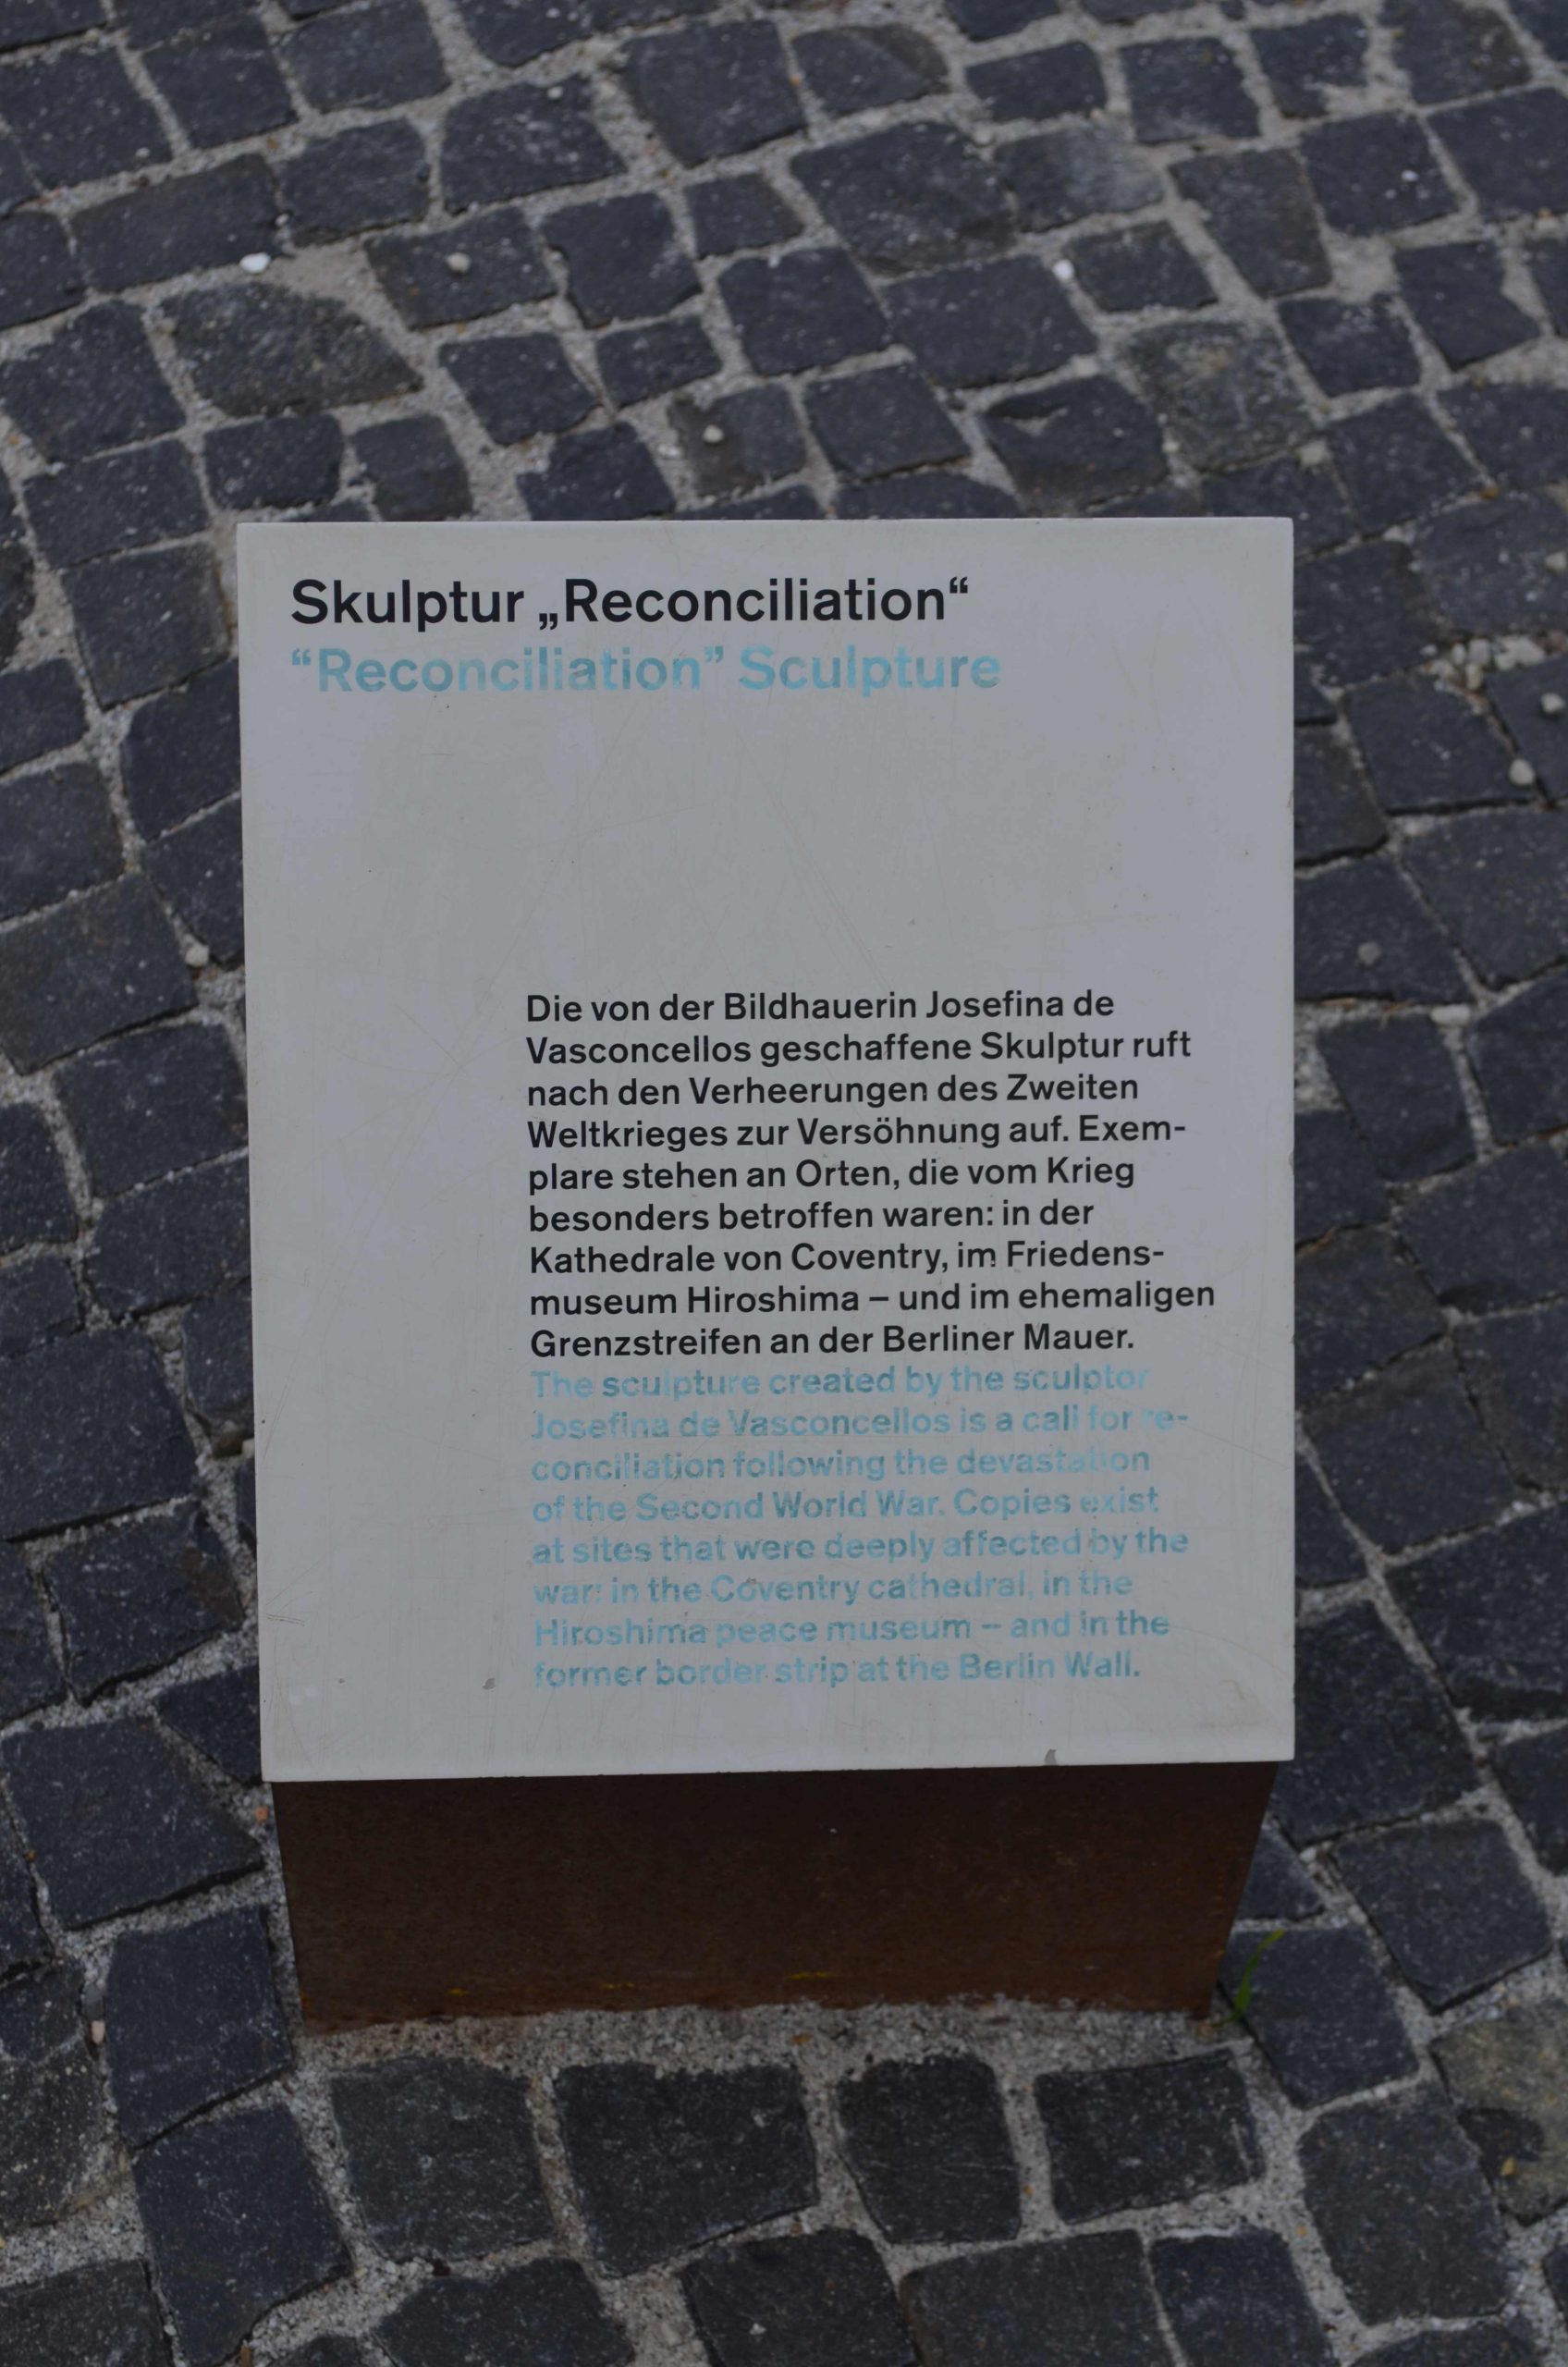 Skulptur „Reconciliation“
“Reconciliation” Sculpture
Die von der Bildhauerin Josefina de
Vasconcellos geschaffene Skulptur ruft
nach den Verheerungen des Zweiten
Weltkrieges zur Versöhnung auf. Exem-
plare stehen an Orten, die vom Krieg
besonders betroffen waren: in der
Kathedrale von Coventry, im Friedens-
museum Hiroshima – und im ehemaligen
Grenzstreifen an der Berliner Mauer.
The sculpture created by the sculptor
Josefina de Vasconcellos is a call for re-
conciliation following the devastation
of the Second World War. Copies exist
at sites that were deeply affected by the
war: in the Coventry cathedral, in the
Hiroshima peace museum – and in the
former border strip at the Berlin Wall.